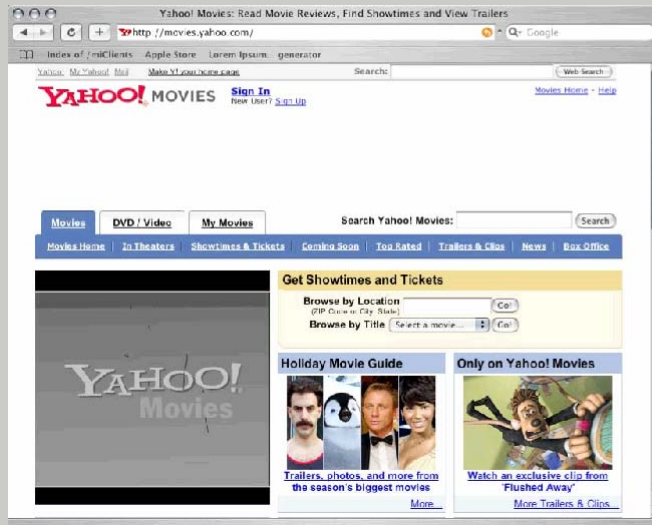 Yahoo! Movies: Read Movie Reviews, Find Showtimes and View Trailers
http://movies.yahoo.com/
Google
Index of /miClients Apple Store Lorem Ipsum. generator
Yahoo! My Yahoo! Mail Make Y! your home page Search: Web Search
YAHOO! MOVIES Sign In
New User? Sign Up
Movies Home - Help
Movies DVD / Video My Movies Search Yahoo! Movies: Search
Movies Home | In Theaters | Showtimes & Tickets | Coming Soon | Top Rated | Trailers & Clips | News | Box Office
Get Showtimes and Tickets
Browse by Location Go!
(ZIP Code or City, State)
Browse by Title Select a movie... Go!
YAHOO!
Movies
Holiday Movie Guide
Trailers, photos, and more from
the season's biggest movies
More...
Only on Yahoo! Movies
Watch an exclusive clip from
'Flushed Away'
More Trailers & Clips...